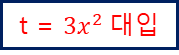 t = 3x² 대입